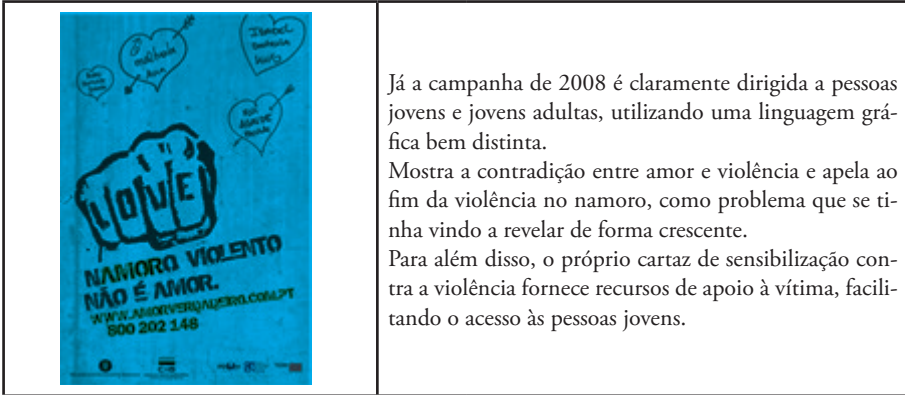 ISABEL
LOVE
NAMORO VIOLENTO
NÃO É AMOR.
WWW.AMORVERDADEIRO.COM.PT
800 202 148
Já a campanha de 2008 é claramente dirigida a pessoas
jovens e jovens adultas, utilizando uma linguagem grá-
fica bem distinta.
Mostra a contradição entre amor e violência e apela ao
fim da violência no namoro, como problema que se ti-
nha vindo a revelar de forma crescente.
Para além disso, o próprio cartaz de sensibilização con-
tra a violência fornece recursos de apoio à vítima, facili-
tando o acesso às pessoas jovens.